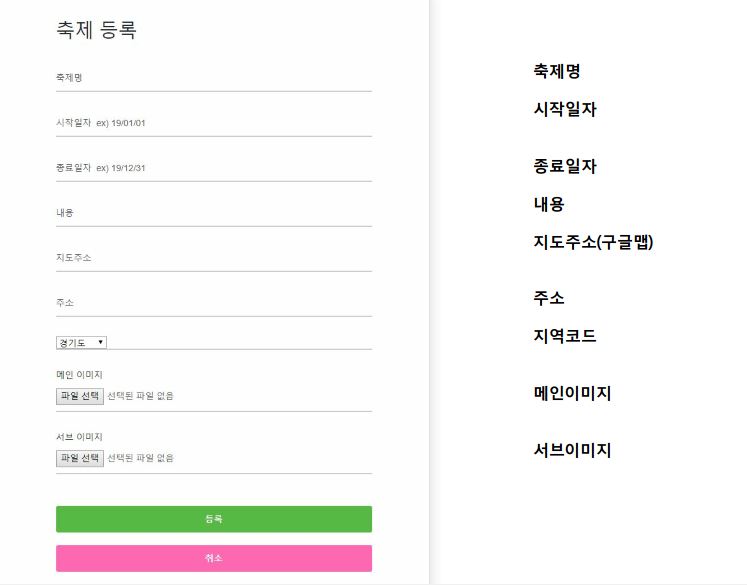 축제 등록
축제명
시작일자 ex) 19/01/01
종료일자 ex) 19/12/31
내용
지도주소
주소
경기도
메인 이미지
파일 선택 선택된 파일 없음
서브 이미지
파일 선택 선택된 파일 없음
등록
취소
축제명
시작일자
종료일자
내용
지도주소(구글맵)
주소
지역코드
메인이미지
서브이미지